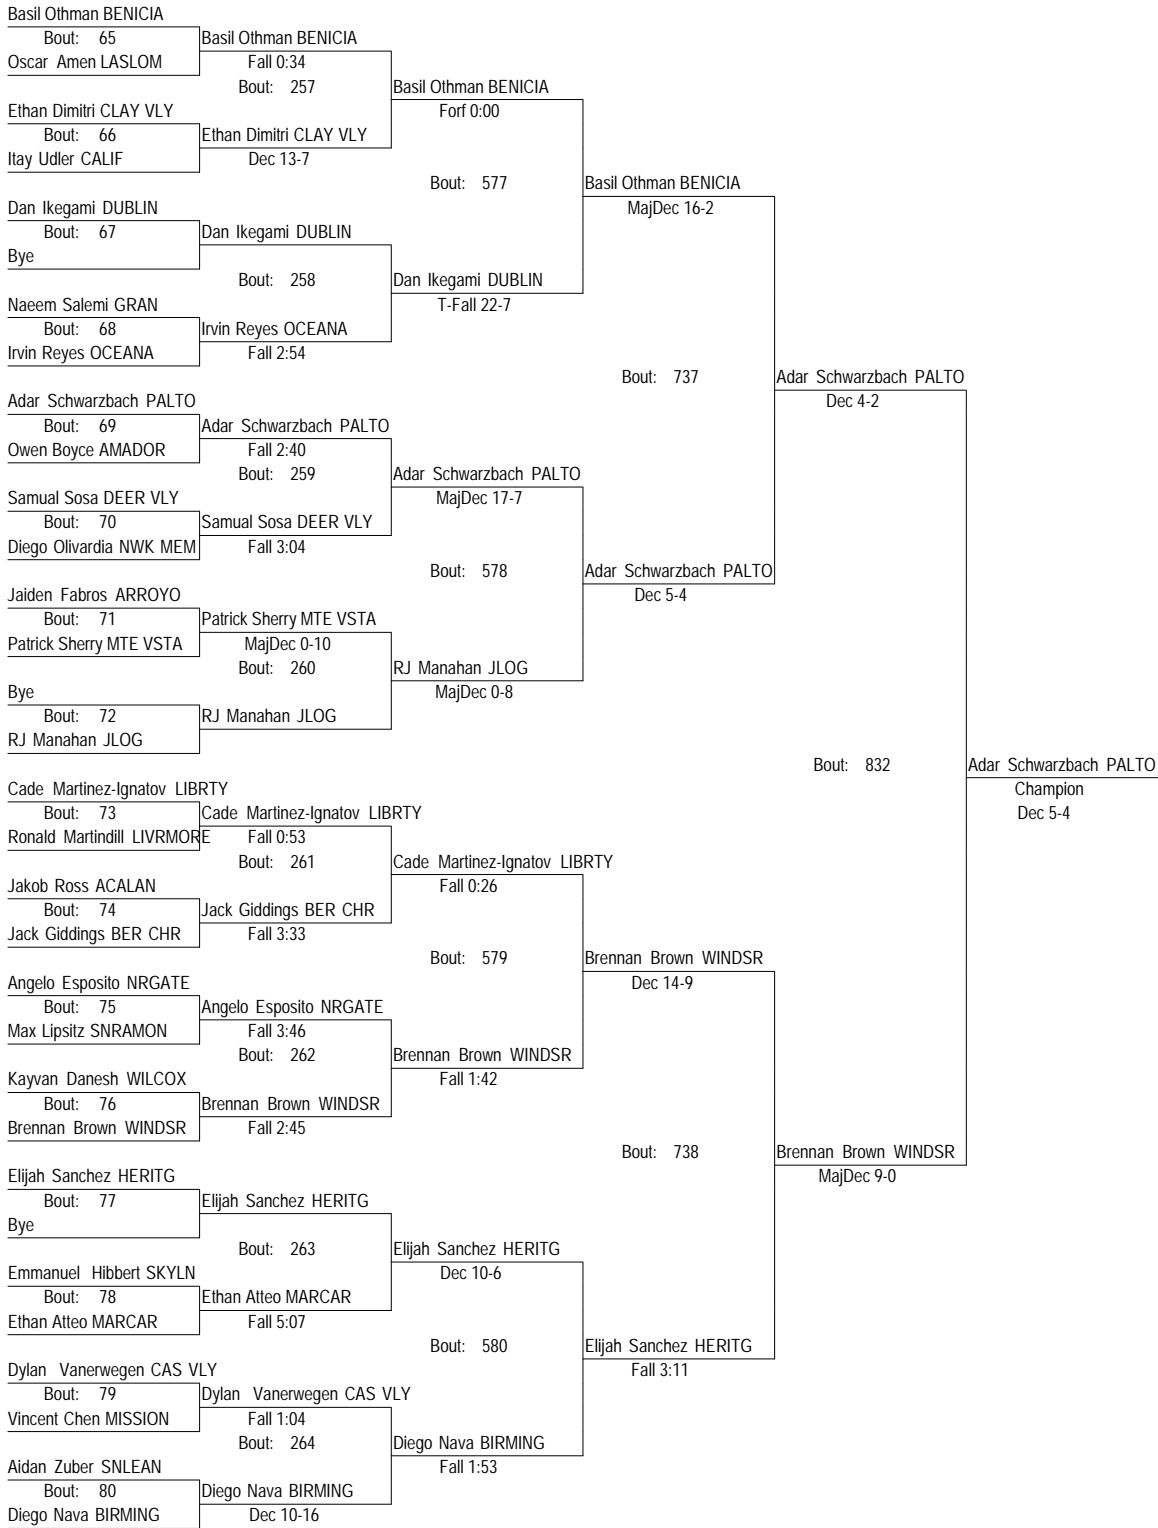 Basil Othman BENICIA
Bout: 65
Basil Othman BENICIA
Oscar Amen LASLOM
Fall 0:34
Bout: 257
Basil Othman BENICIA
Ethan Dimitri CLAY VLY
Forf 0:00
Bout: 66
Ethan Dimitri CLAY VLY
Itay Udler CALIF
Dec 13-7
Bout: 577
Basil Othman BENICIA
Dan Ikegami DUBLIN
MajDec 16-2
Bout: 67
Dan Ikegami DUBLIN
Bye
Bout: 258
Dan Ikegami DUBLIN
Naeem Salemi GRAN
T-Fall 22-7
Bout: 68
Irvin Reyes OCEANA
Irvin Reyes OCEANA
Fall 2:54
Bout: 737
Adar Schwarzbach PALTO
Adar Schwarzbach PALTO
Dec 4-2
Bout: 69
Adar Schwarzbach PALTO
Owen Boyce AMADOR
Fall 2:40
Bout: 259
Adar Schwarzbach PALTO
Samual Sosa DEER VLY
MajDec 17-7
Bout: 70
Samual Sosa DEER VLY
Diego Olivardia NWK MEM
Fall 3:04
Bout: 578
Adar Schwarzbach PALTO
Jaiden Fabros ARROYO
Dec 5-4
Bout: 71
Patrick Sherry MTE VSTA
Patrick Sherry MTE VSTA
MajDec 0-10
Bout: 260
RJ Manahan JLOG
Bye
MajDec 0-8
Bout: 72
RJ Manahan JLOG
RJ Manahan JLOG
Bout: 832
Adar Schwarzbach PALTO
Cade Martinez-Ignatov LIBRTY
Champion
Bout: 73
Cade Martinez-Ignatov LIBRTY
Dec 5-4
Ronald Martindill LIVRMORE
Fall 0:53
Bout: 261
Cade Martinez-Ignatov LIBRTY
Jakob Ross ACALAN
Fall 0:26
Bout: 74
Jack Giddings BER CHR
Jack Giddings BER CHR
Fall 3:33
Bout: 579
Brennan Brown WINDSR
Angelo Esposito NRGATE
Dec 14-9
Bout: 75
Angelo Esposito NRGATE
Max Lipsitz SNRAMON
Fall 3:46
Bout: 262
Brennan Brown WINDSR
Kayvan Danesh WILCOX
Fall 1:42
Bout: 76
Brennan Brown WINDSR
Brennan Brown WINDSR
Fall 2:45
Bout: 738
Brennan Brown WINDSR
Elijah Sanchez HERITG
MajDec 9-0
Bout: 77
Elijah Sanchez HERITG
Bye
Bout: 263
Elijah Sanchez HERITG
Emmanuel Hibbert SKYLN
Dec 10-6
Bout: 78
Ethan Atteo MARCAR
Ethan Atteo MARCAR
Fall 5:07
Bout: 580
Elijah Sanchez HERITG
Dylan Vanerwegen CAS VLY
Fall 3:11
Bout: 79
Dylan Vanerwegen CAS VLY
Vincent Chen MISSION
Fall 1:04
Bout: 264
Diego Nava BIRMING
Aidan Zuber SNLEAN
Fall 1:53
Bout: 80
Diego Nava BIRMING
Diego Nava BIRMING
Dec 10-16